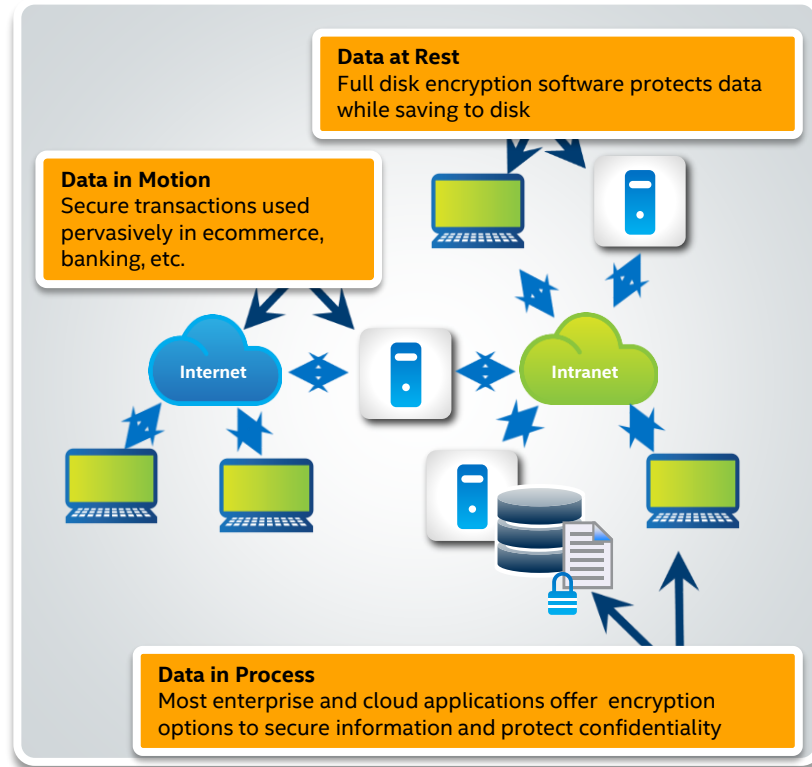 Data at Rest
Full disk encryption software protects data
while saving to disk
Data in Motion
Secure transactions used
pervasively in ecommerce,
banking, etc.
Internet
Intranet
Data in Process
Most enterprise and cloud applications offer encryption
options to secure information and protect confidentiality